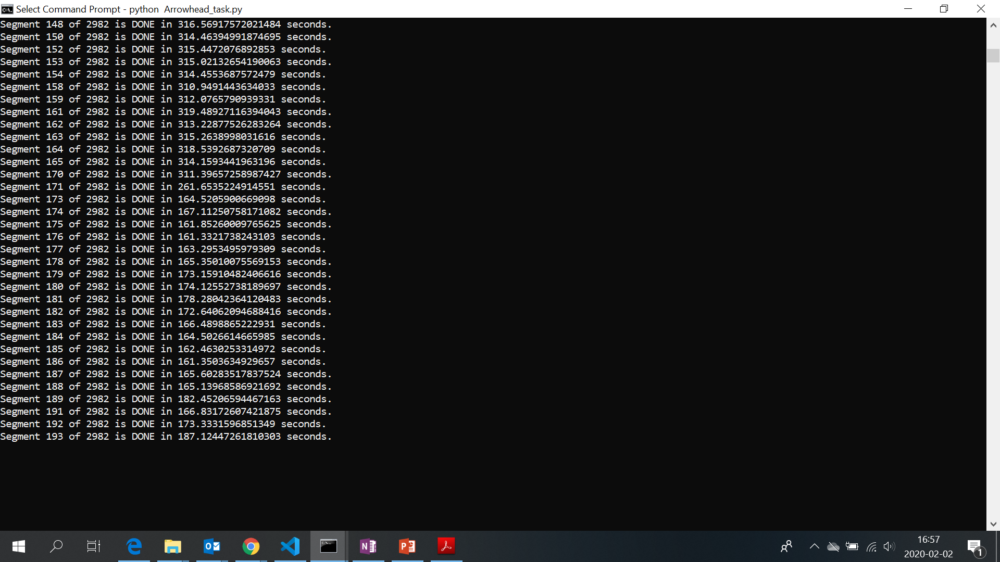 Select Command Prompt - python  Arrowhead_task.py
Segment 148 of 2982 is DONE in 316.56917572021484 seconds.
Segment 150 of 2982 is DONE in 314.46394991874695 seconds.
Segment 152 of 2982 is DONE in 315.4472076892853 seconds.
Segment 153 of 2982 is DONE in 315.02132654190063 seconds.
Segment 154 of 2982 is DONE in 314.4553687572479 seconds.
Segment 158 of 2982 is DONE in 310.9491443634033 seconds.
Segment 159 of 2982 is DONE in 312.0765790939331 seconds.
Segment 161 of 2982 is DONE in 319.48927116394043 seconds.
Segment 162 of 2982 is DONE in 313.22877526283264 seconds.
Segment 163 of 2982 is DONE in 315.2638998031616 seconds.
Segment 164 of 2982 is DONE in 318.5392687320709 seconds.
Segment 165 of 2982 is DONE in 314.1593441963196 seconds.
Segment 170 of 2982 is DONE in 311.39657258987427 seconds.
Segment 171 of 2982 is DONE in 261.6535224914551 seconds.
Segment 173 of 2982 is DONE in 164.5205900669098 seconds.
Segment 174 of 2982 is DONE in 167.11250758171082 seconds.
Segment 175 of 2982 is DONE in 161.85260009765625 seconds.
Segment 176 of 2982 is DONE in 161.3321738243103 seconds.
Segment 177 of 2982 is DONE in 163.2953495979309 seconds.
Segment 178 of 2982 is DONE in 165.35010075569153 seconds.
Segment 179 of 2982 is DONE in 173.15910482406616 seconds.
Segment 180 of 2982 is DONE in 174.12552738189697 seconds.
Segment 181 of 2982 is DONE in 178.28042364120483 seconds.
Segment 182 of 2982 is DONE in 172.64062094688416 seconds.
Segment 183 of 2982 is DONE in 166.4898865222931 seconds.
Segment 184 of 2982 is DONE in 164.5026614665985 seconds.
Segment 185 of 2982 is DONE in 162.4630253314972 seconds.
Segment 186 of 2982 is DONE in 161.3503634929657 seconds.
Segment 187 of 2982 is DONE in 165.60283517837524 seconds.
Segment 188 of 2982 is DONE in 165.13968586921692 seconds.
Segment 189 of 2982 is DONE in 182.45206594467163 seconds.
Segment 191 of 2982 is DONE in 166.83172607421875 seconds.
Segment 192 of 2982 is DONE in 173.3331596851349 seconds.
Segment 193 of 2982 is DONE in 187.12447261810303 seconds.
16:57
2020-02-02
1